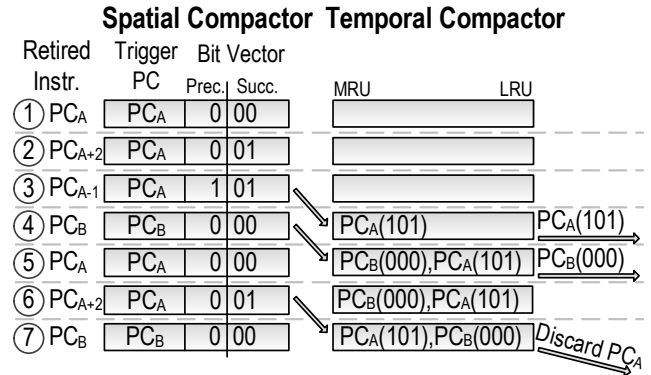 Spatial Compactor Temporal Compactor
Retired Instr. Trigger PC Bit Vector
Prec. Succ. MRU LRU
1 PCA PCA 0 00
2 PCA+2 PCA 0 01
3 PCA-1 PCA 1 01
4 PCB PCB 0 00 PCA(101) PCA(101)
5 PCA PCA 0 00 PCB(000),PCA(101) PCB(000)
6 PCA+2 PCA 0 01 PCB(000),PCA(101)
7 PCB PCB 0 00 PCA(101),PCB(000) Discard PCA